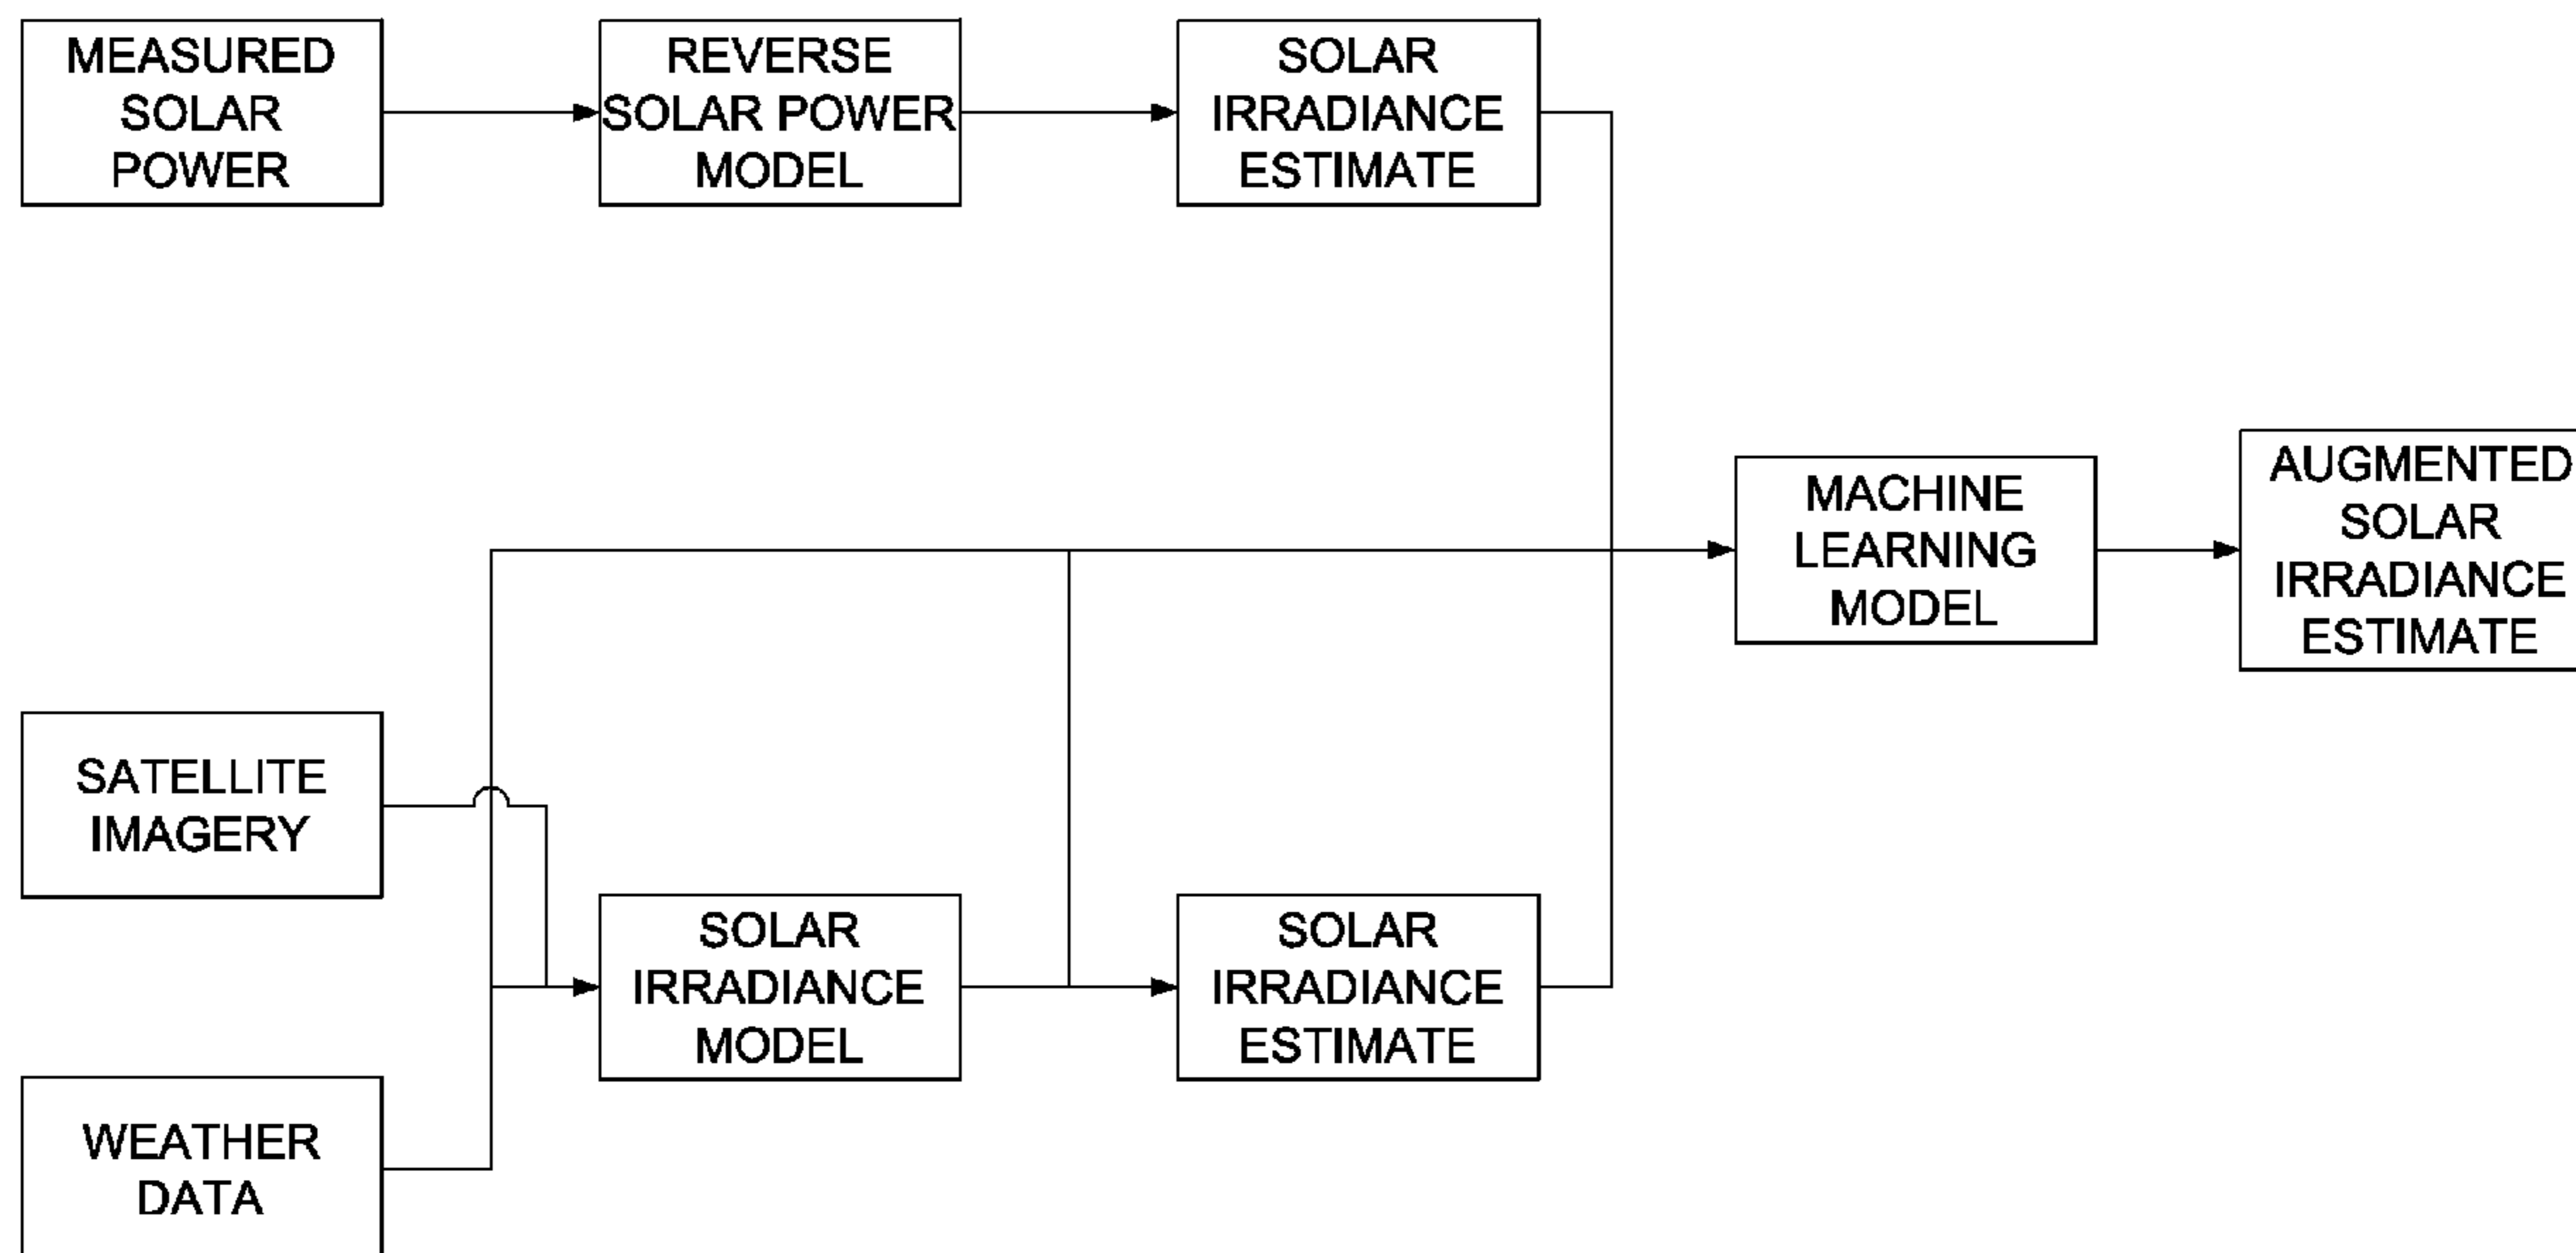 MEASURED
SOLAR
POWER
REVERSE
SOLAR POWER
MODEL
SOLAR
IRRADIANCE
ESTIMATE
MACHINE
LEARNING
MODEL
AUGMENTED
SOLAR
IRRADIANCE
ESTIMATE
SATELLITE
IMAGERY
SOLAR
IRRADIANCE
MODEL
SOLAR
IRRADIANCE
ESTIMATE
WEATHER
DATA